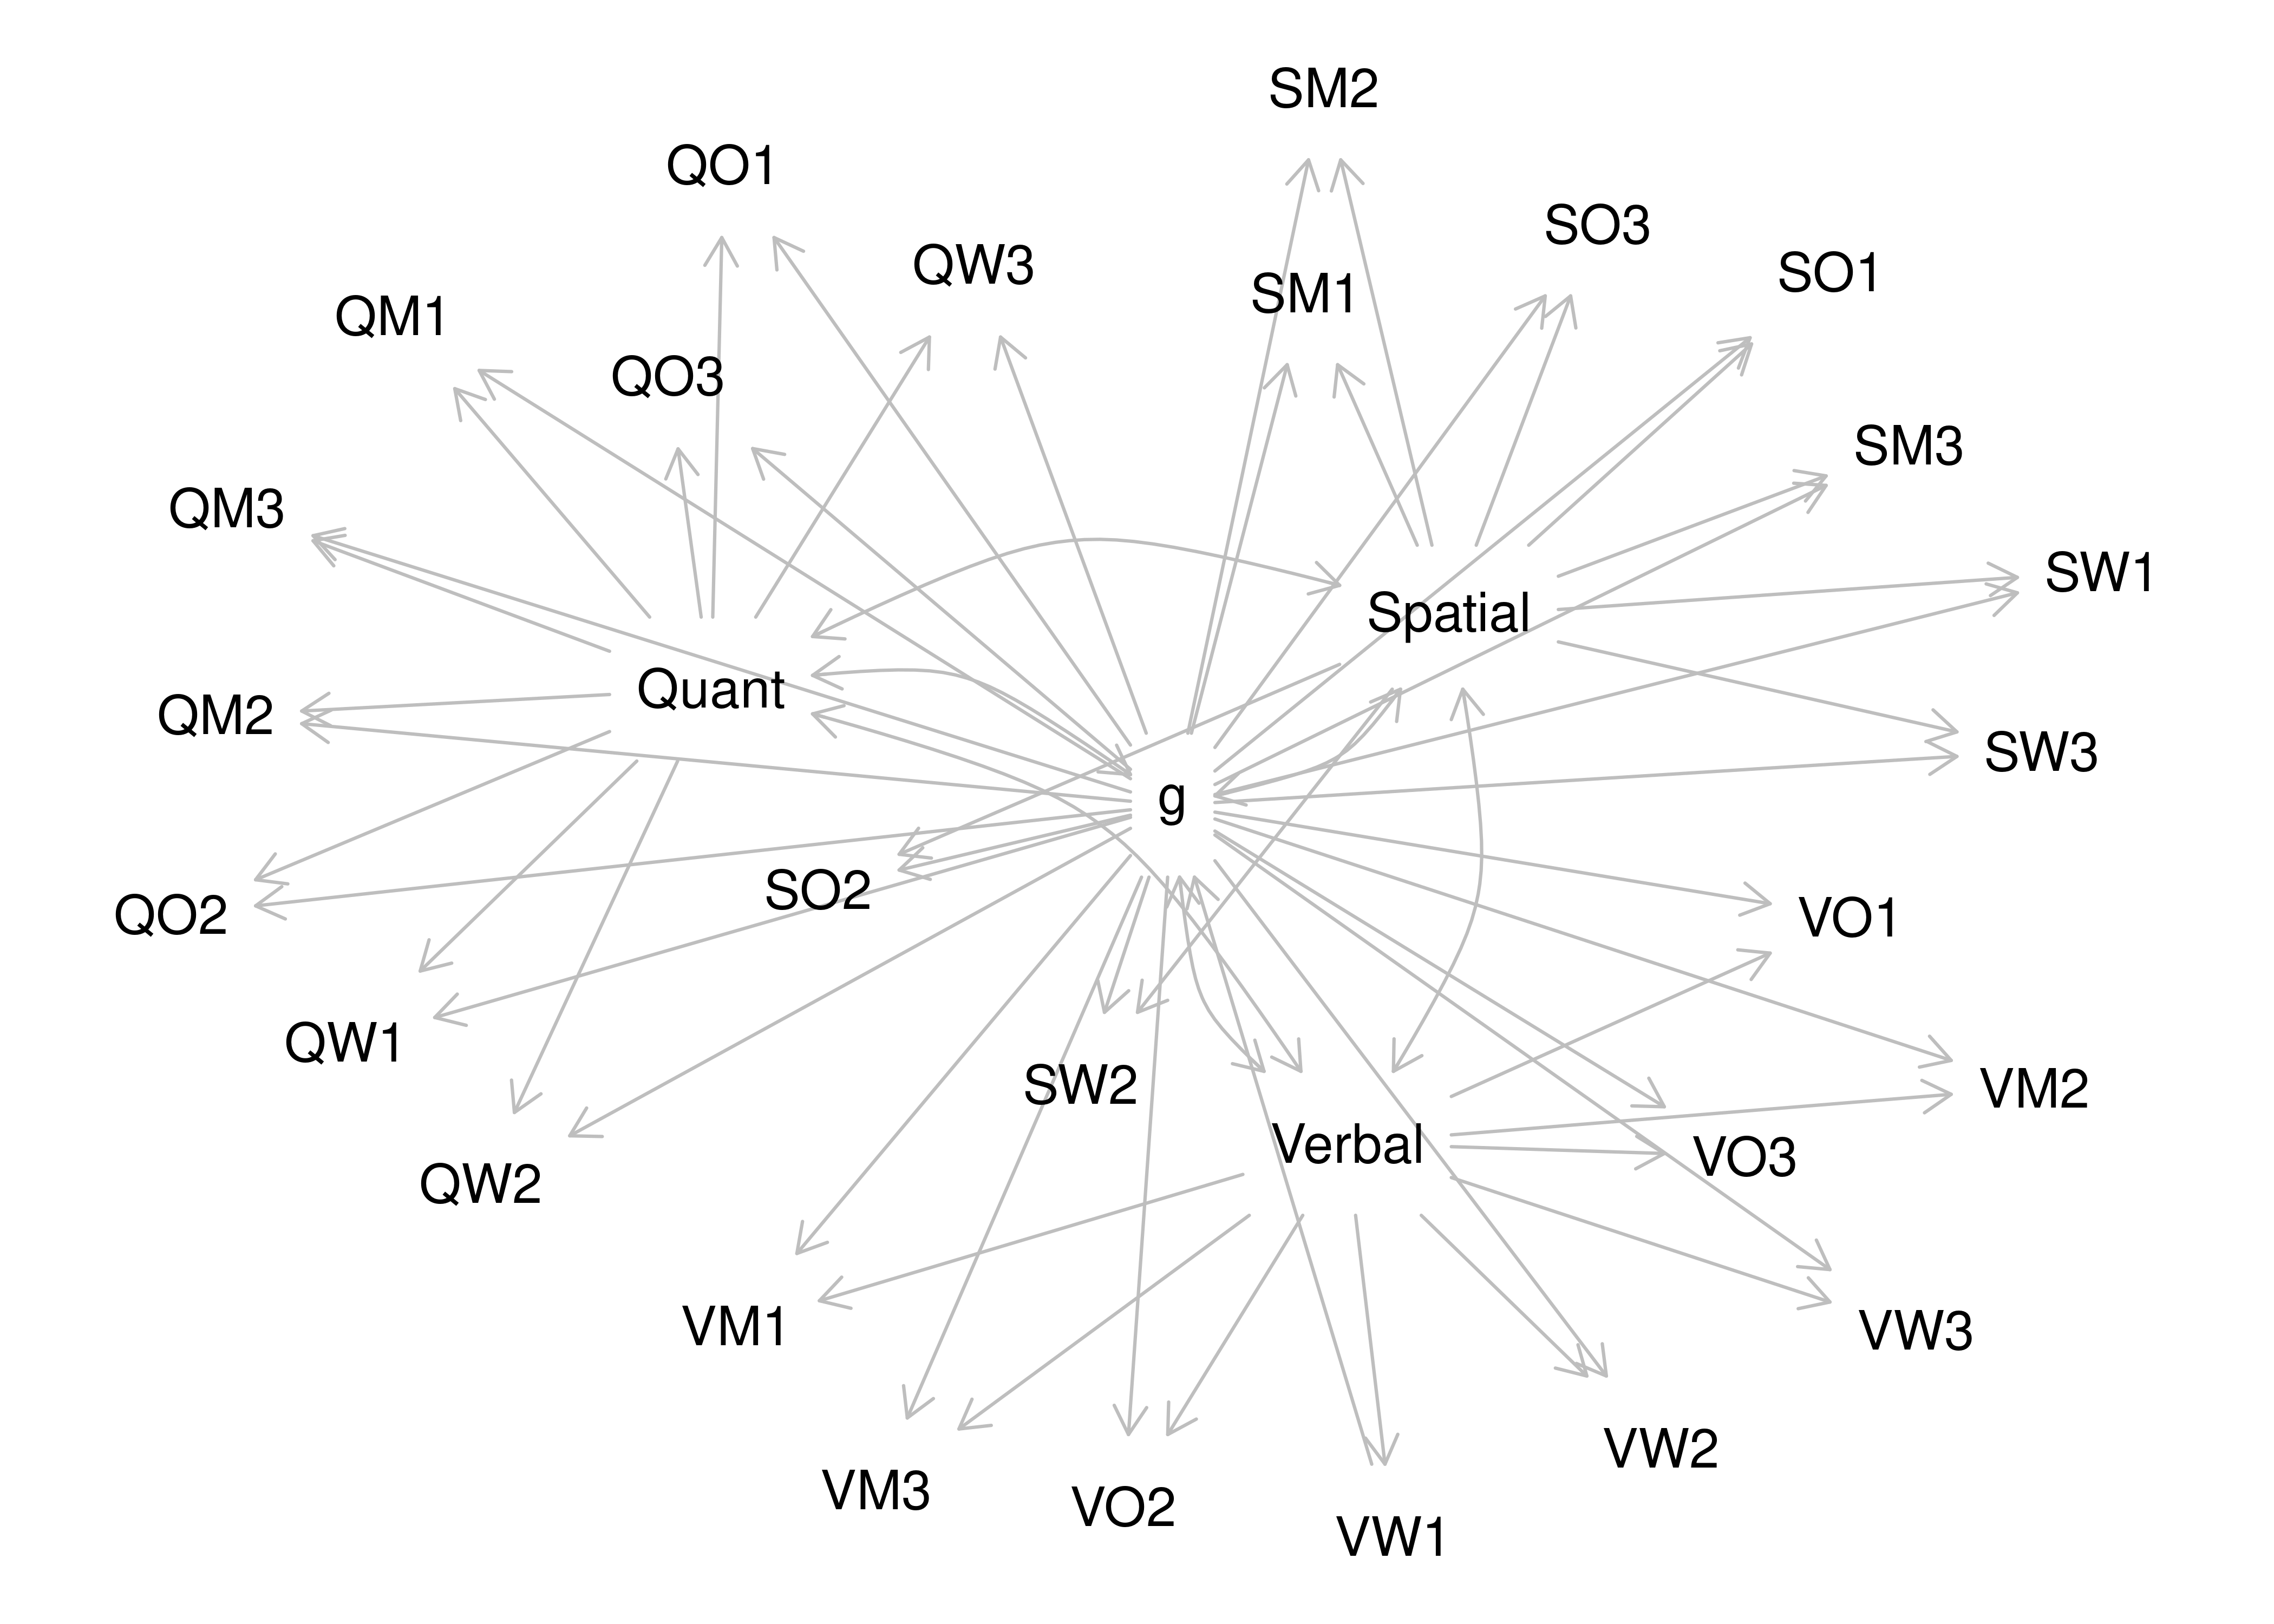 SM2
QO1
SO3
QW3
SO1
SM1
QM1
QO3
SM3
QM3
SW1
Spatial
Quant
QM2
SW3
g
SO2
QO2
VO1
QW1
SW2
VM2
Verbal
VO3
QW2
VM1
VW3
VW2
VM3
VO2
VW1